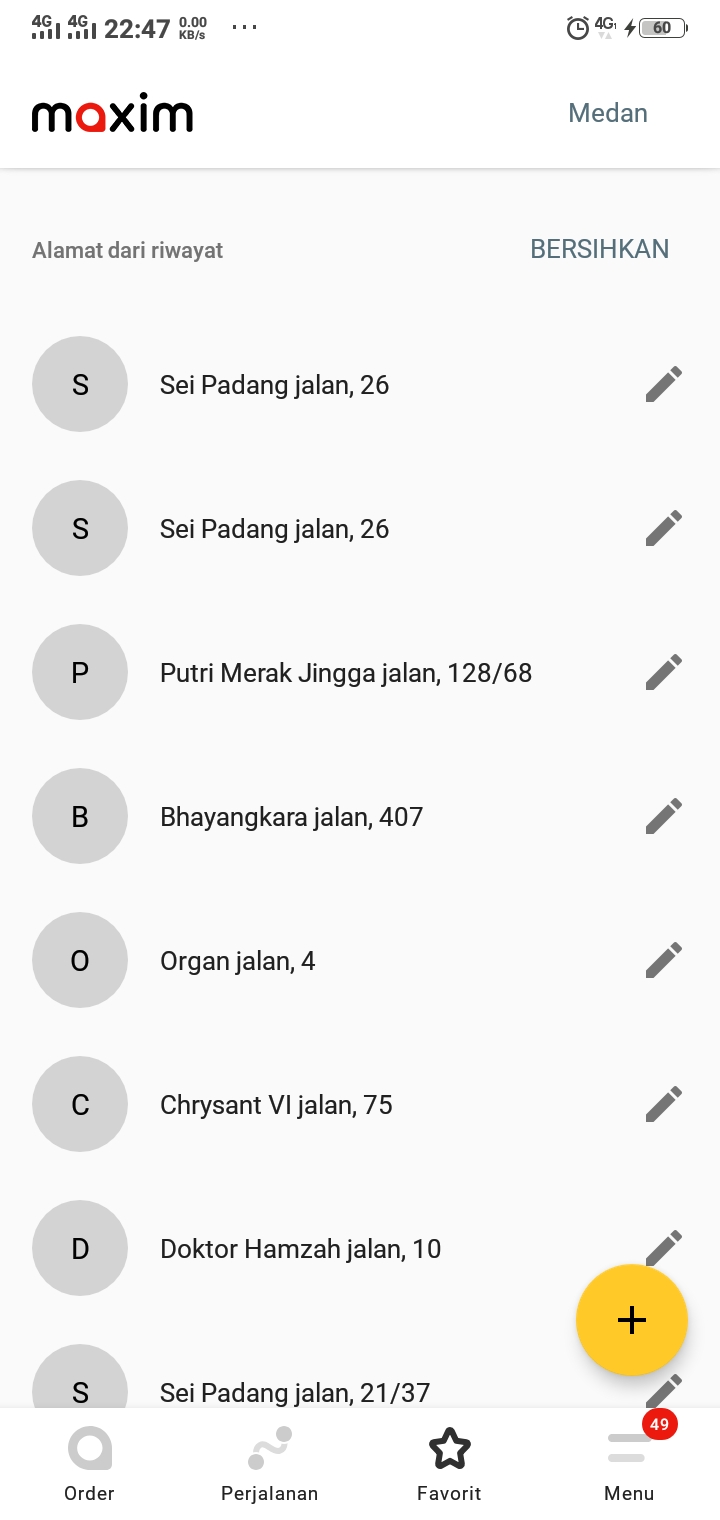 4G 4G 22:47 0.00 KB/s ... 4G 60
maxim Medan
Alamat dari riwayat BERSIHKAN
S Sei Padang jalan, 26
S Sei Padang jalan, 26
P Putri Merak Jingga jalan, 128/68
B Bhayangkara jalan, 407
O Organ jalan, 4
C Chrysant VI jalan, 75
D Doktor Hamzah jalan, 10
+
S Sei Padang jalan, 21/37
49
Order Perjalanan Favorit Menu